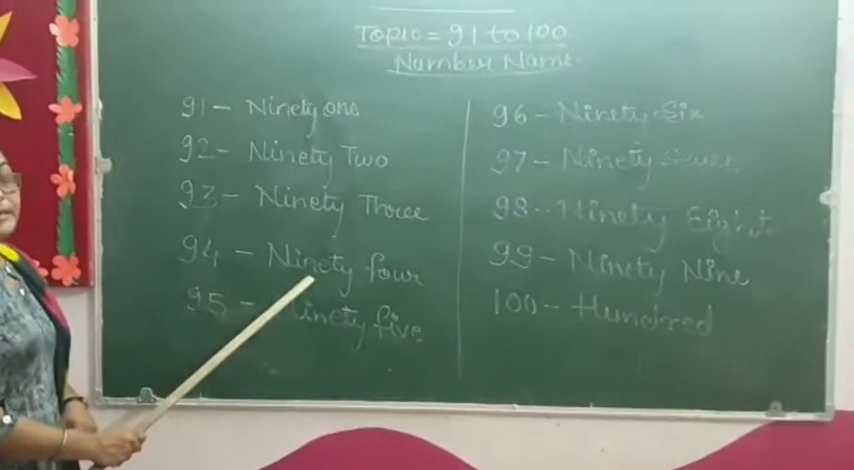 Topic = 91 to 100
Number Name
91 - Ninety one
92 - Ninety Two
93 - Ninety Three
94 - Ninety four
95 - Ninety five
96 - Ninety Six
97 - Ninety Seven
98 - Ninety Eight
99 - Ninety Nine
100 - Hundred